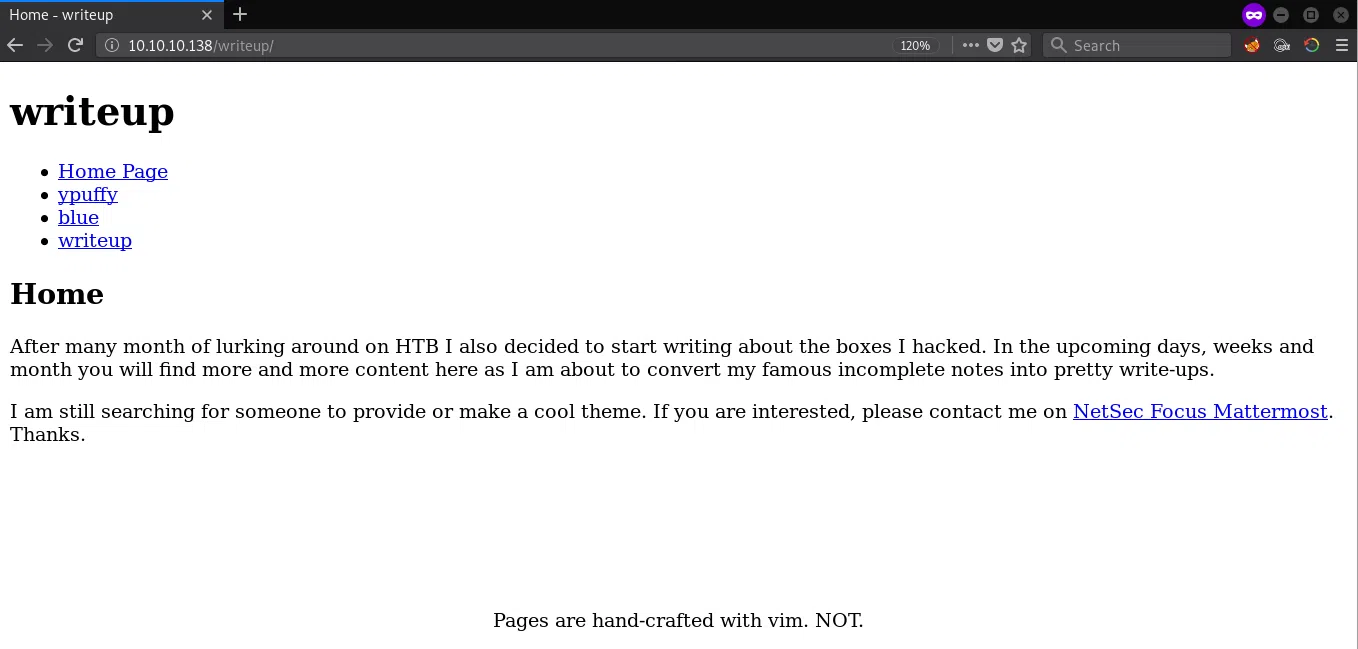 Home - writeup
10.10.10.138/writeup/
120%
Search
writeup
Home Page
ypuffy
blue
writeup
Home
After many month of lurking around on HTB I also decided to start writing about the boxes I hacked. In the upcoming days, weeks and
month you will find more and more content here as I am about to convert my famous incomplete notes into pretty write-ups.
I am still searching for someone to provide or make a cool theme. If you are interested, please contact me on NetSec Focus Mattermost.
Thanks.
Pages are hand-crafted with vim. NOT.